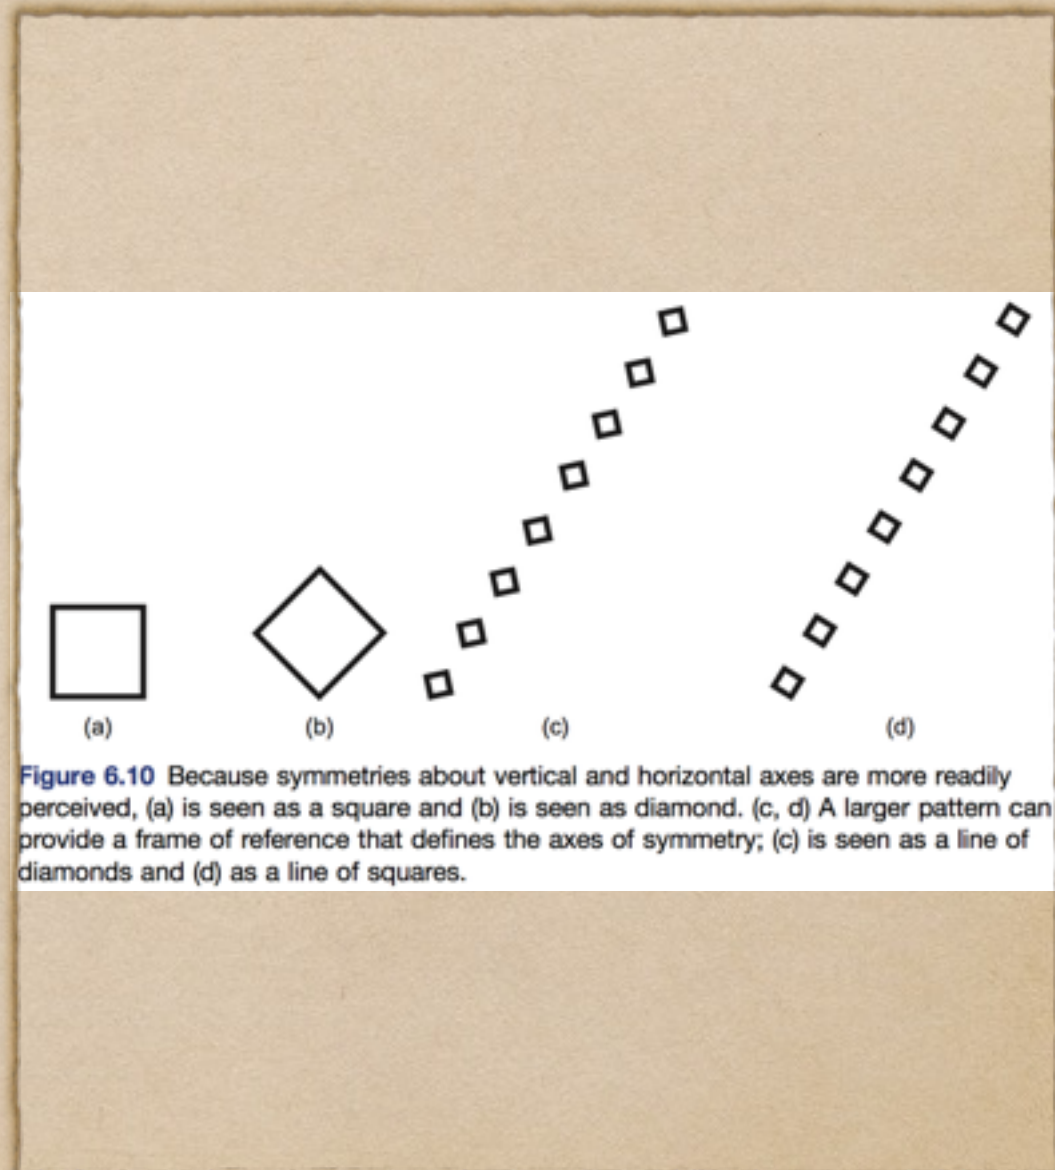 (a) (b) (c) (d)
Figure 6.10 Because symmetries about vertical and horizontal axes are more readily
perceived, (a) is seen as a square and (b) is seen as diamond. (c, d) A larger pattern can
provide a frame of reference that defines the axes of symmetry; (c) is seen as a line of
diamonds and (d) as a line of squares.